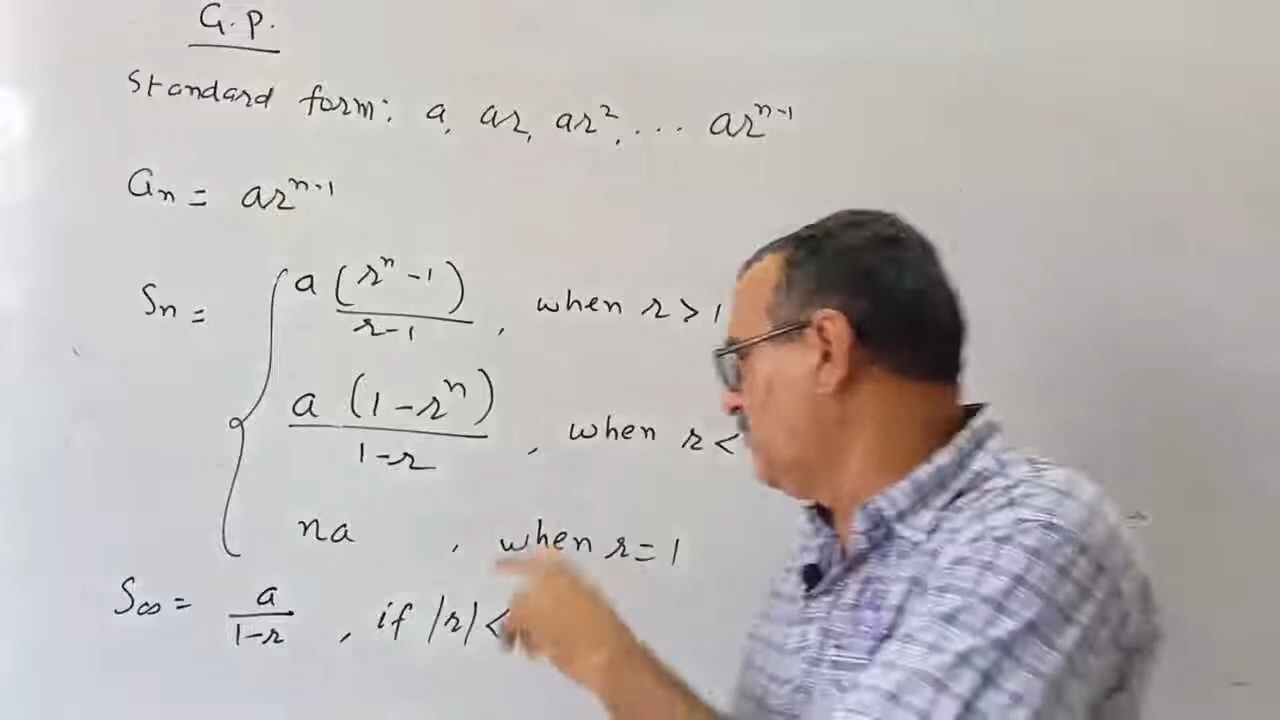 G.P.
Standard form: a, ar, ar², ... arⁿ⁻¹
aₙ = arⁿ⁻¹
Sₙ = { a (rⁿ - 1) / r-1 , when r > 1
a (1-rⁿ) / 1-r , when r <
na , when r = 1
S∞ = a / 1-r , if |r| <